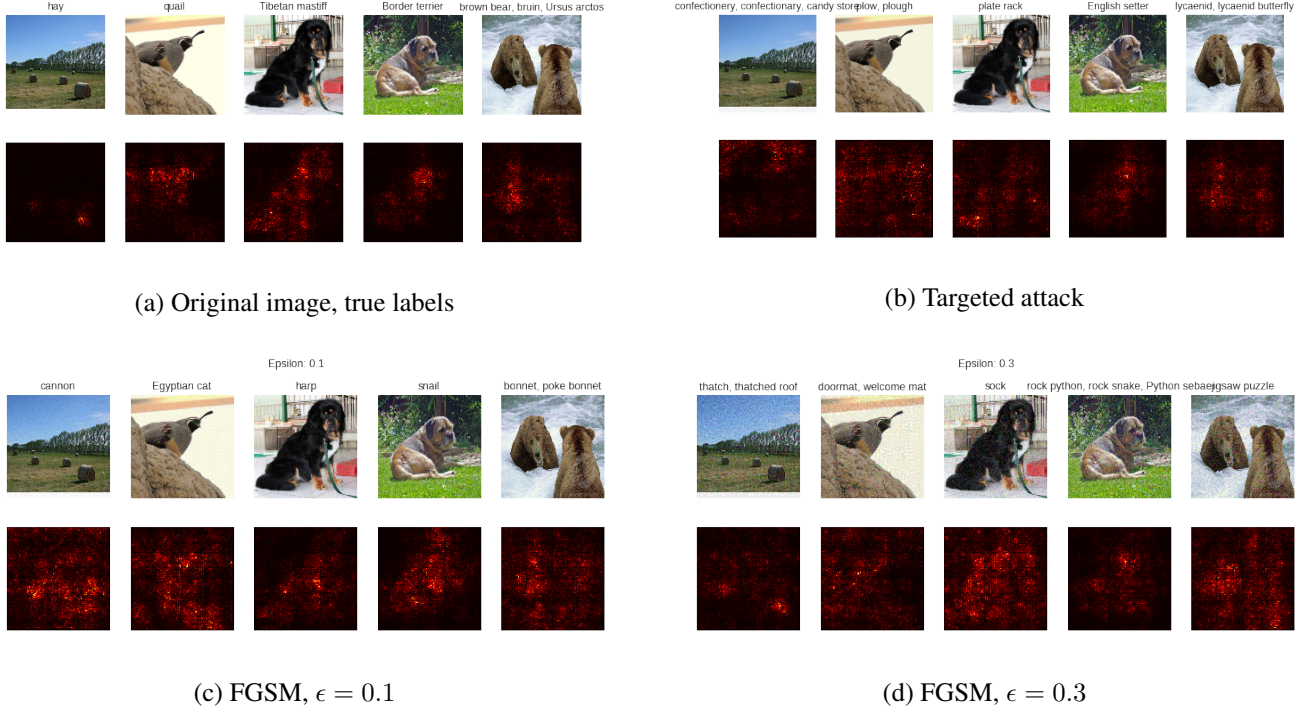 hay
quail
Tibetan mastiff
Border terrier
brown bear, bruin, Ursus arctos
(a) Original image, true labels
confectionery, confectionary, candy store
plow, plough
plate rack
English setter
lycaenid, lycaenid butterfly
(b) Targeted attack
Epsilon: 0.1
cannon
Egyptian cat
harp
snail
bonnet, poke bonnet
(c) FGSM, ϵ = 0.1
Epsilon: 0.3
thatch, thatched roof
doormat, welcome mat
sock
rock python, rock snake, Python sebae
jigsaw puzzle
(d) FGSM, ϵ = 0.3